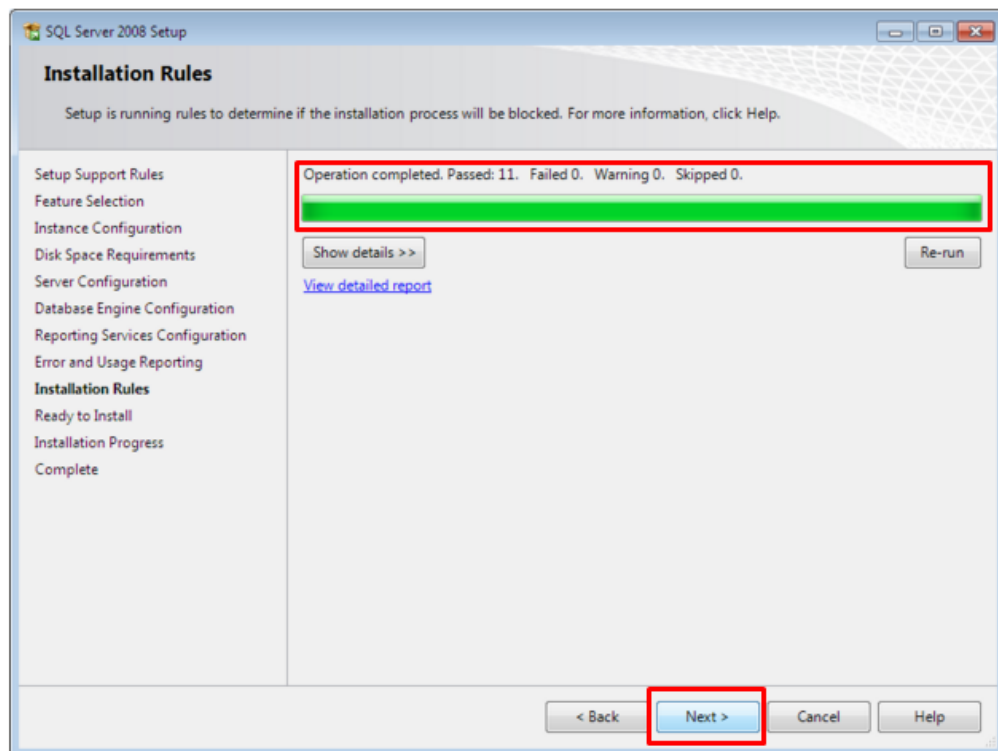 SQL Server 2008 Setup
Installation Rules
Setup is running rules to determine if the installation process will be blocked. For more information, click Help.
Setup Support Rules
Feature Selection
Instance Configuration
Disk Space Requirements
Server Configuration
Database Engine Configuration
Reporting Services Configuration
Error and Usage Reporting
Installation Rules
Ready to Install
Installation Progress
Complete
Operation completed. Passed: 11. Failed 0. Warning 0. Skipped 0.
Show details >>
Re-run
View detailed report
< Back
Next >
Cancel
Help